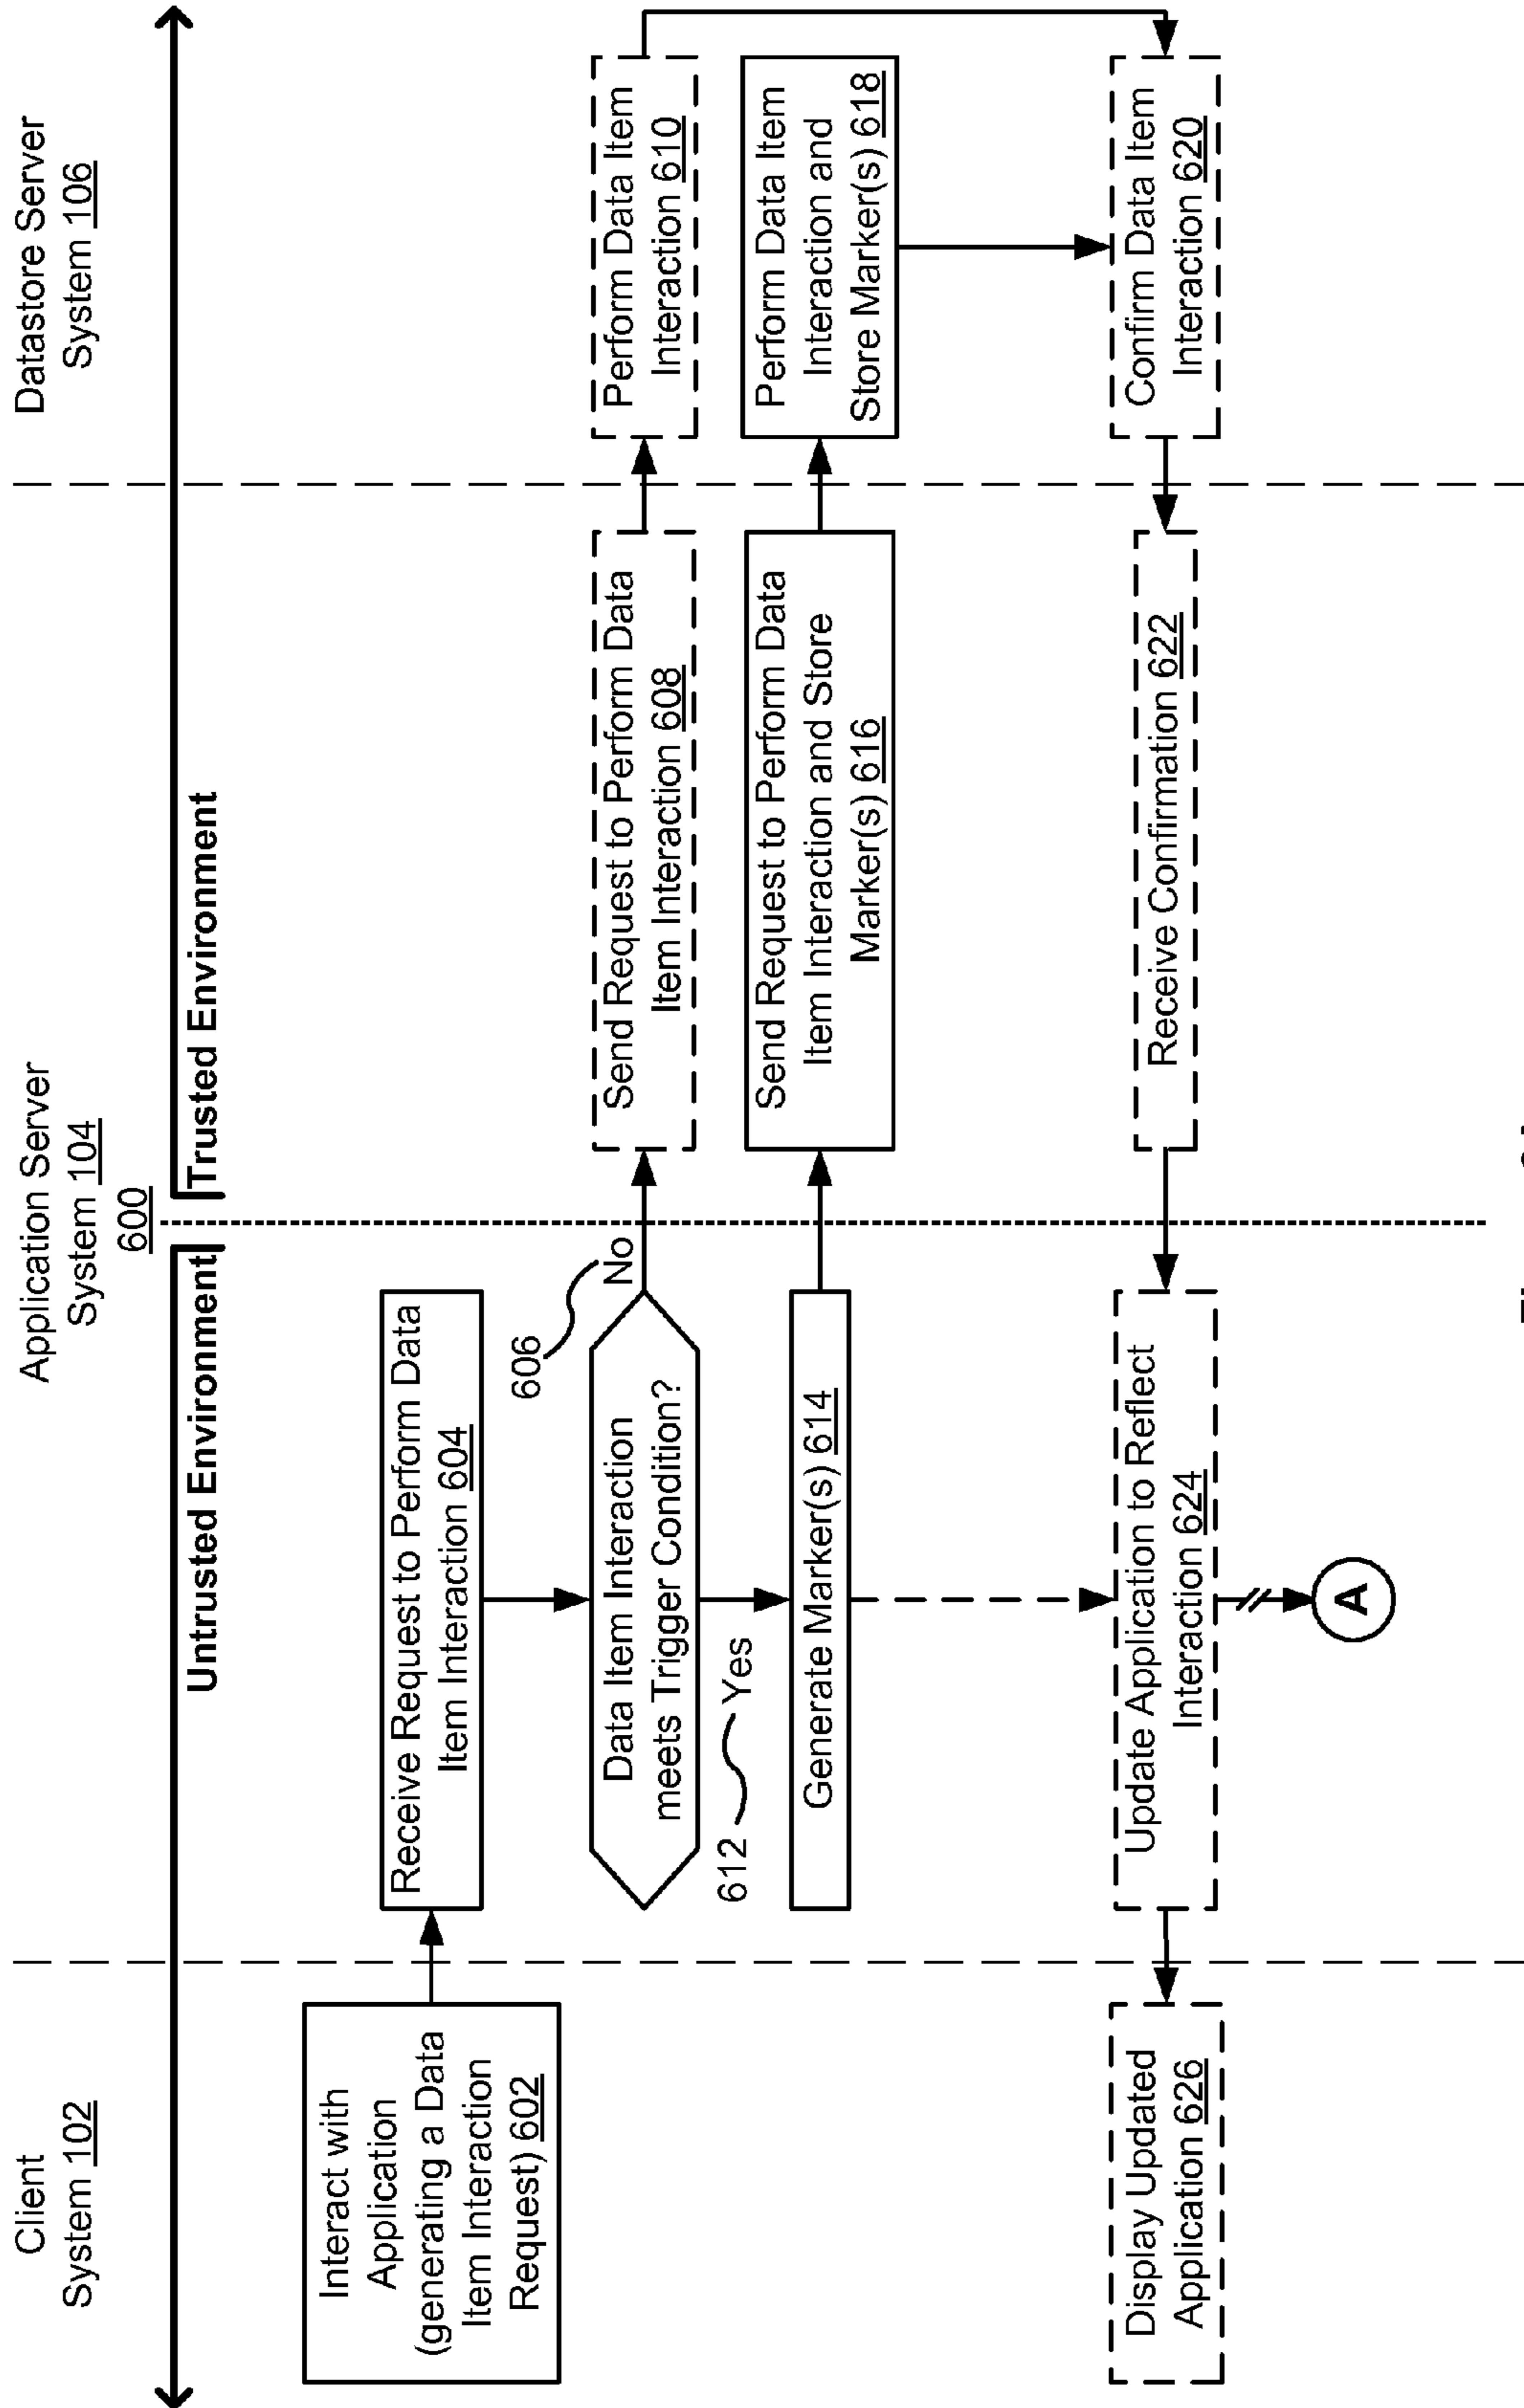 Client
System 102
Application Server
System 104
600
Datastore Server
System 106
Untrusted Environment
Trusted Environment
Interact with
Application
(generating a Data
Item Interaction
Request) 602
Receive Request to Perform Data
Item Interaction 604
Data Item Interaction
meets Trigger Condition?
606
No
Send Request to Perform Data
Item Interaction 608
Perform Data Item
Interaction 610
612
Yes
Generate Marker(s) 614
Send Request to Perform Data
Item Interaction and Store
Marker(s) 616
Perform Data Item
Interaction and
Store Marker(s) 618
Confirm Data Item
Interaction 620
Receive Confirmation 622
Update Application to Reflect
Interaction 624
Display Updated
Application 626
A